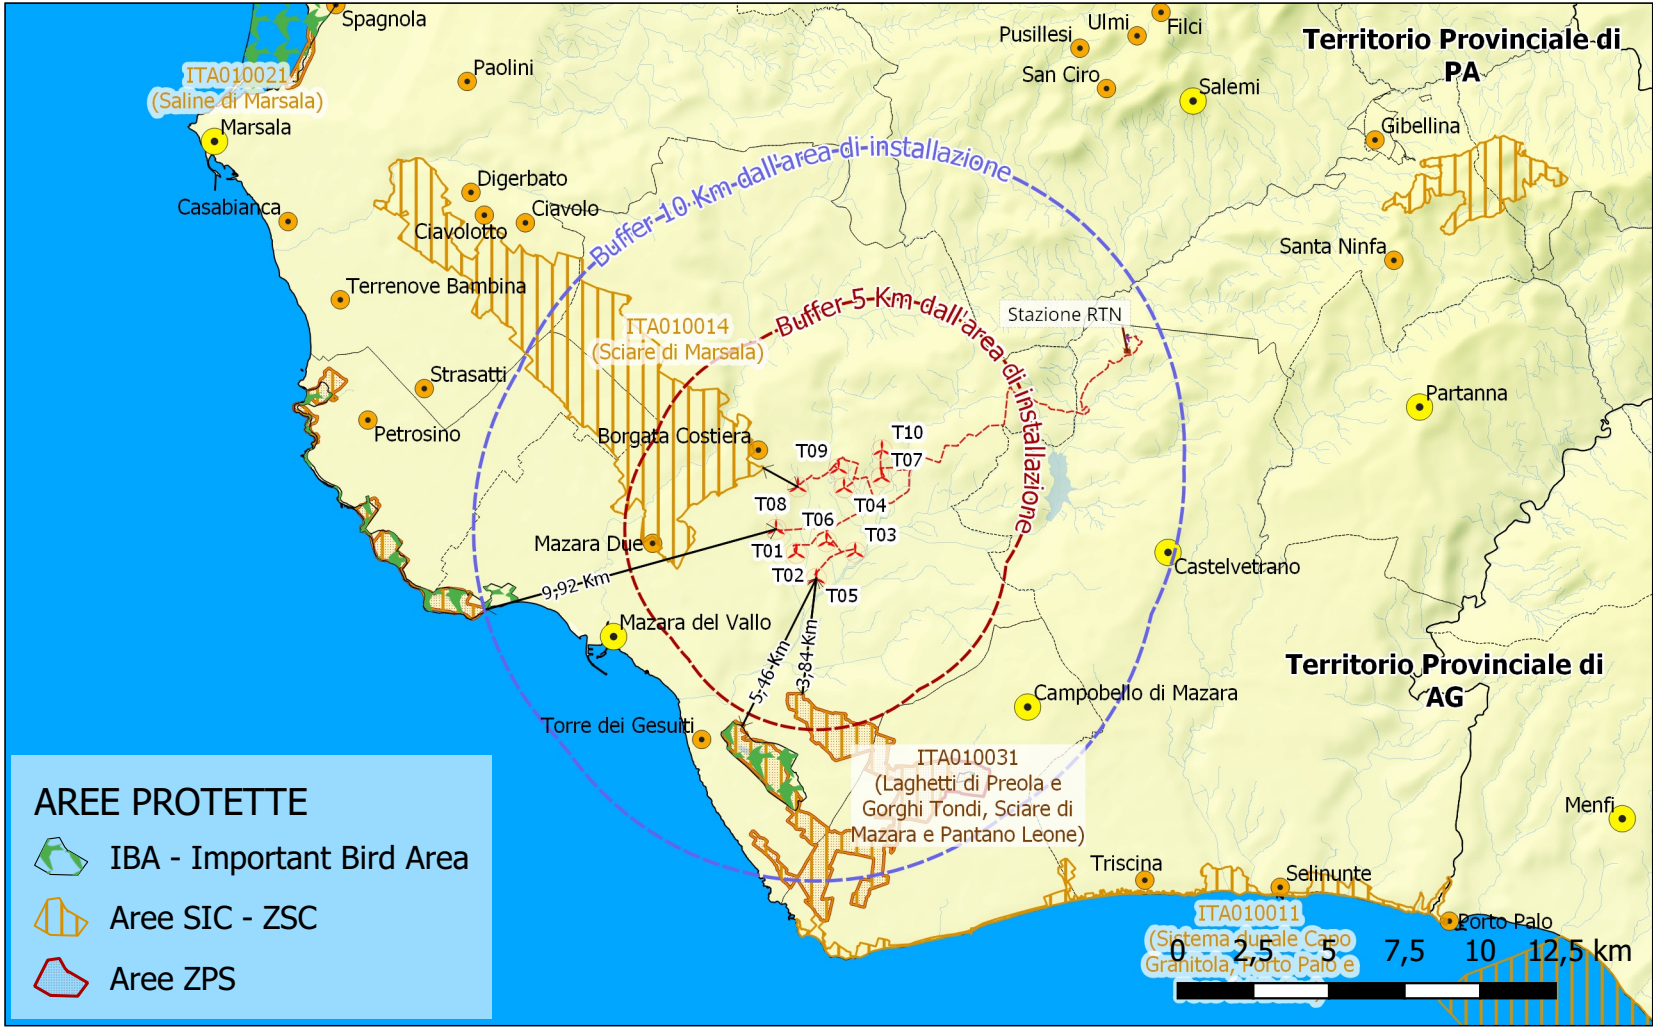 Spagnola
Ulmi
Filci
Pusillesi
Territorio Provinciale di
PA
Paolini
San Ciro
Salemi
ITA010021
(Saline di Marsala)
Marsala
Gibellina
Buffer 10 Km dall'area di installazione
Digerbato
Casabianca
Ciavolo
Ciavolotto
Santa Ninfa
Terrenove Bambina
Buffer 5 Km dall'area di installazione
Stazione RTN
ITA010014
(Sciare di Marsala)
Strasatti
Partanna
Petrosino
Borgata Costiera
T10
T09
T07
T08
T04
T06
T03
Mazara Due
T01
Castelvetrano
T02
9,92 Km
T05
Mazara del Vallo
5,46 Km
3,84 Km
Territorio Provinciale di
AG
Campobello di Mazara
Torre dei Gesuiti
ITA010031
(Laghetti di Preola e
Gorghi Tondi, Sciare di
Mazara e Pantano Leone)
Menfi
AREE PROTETTE
IBA - Important Bird Area
Aree SIC - ZSC
Aree ZPS
Triscina
Selinunte
ITA010011
Porto Palo
(Sistema dunale Capo
Granitola, Porto Palo e
0 2,5 5 7,5 10 12,5 km